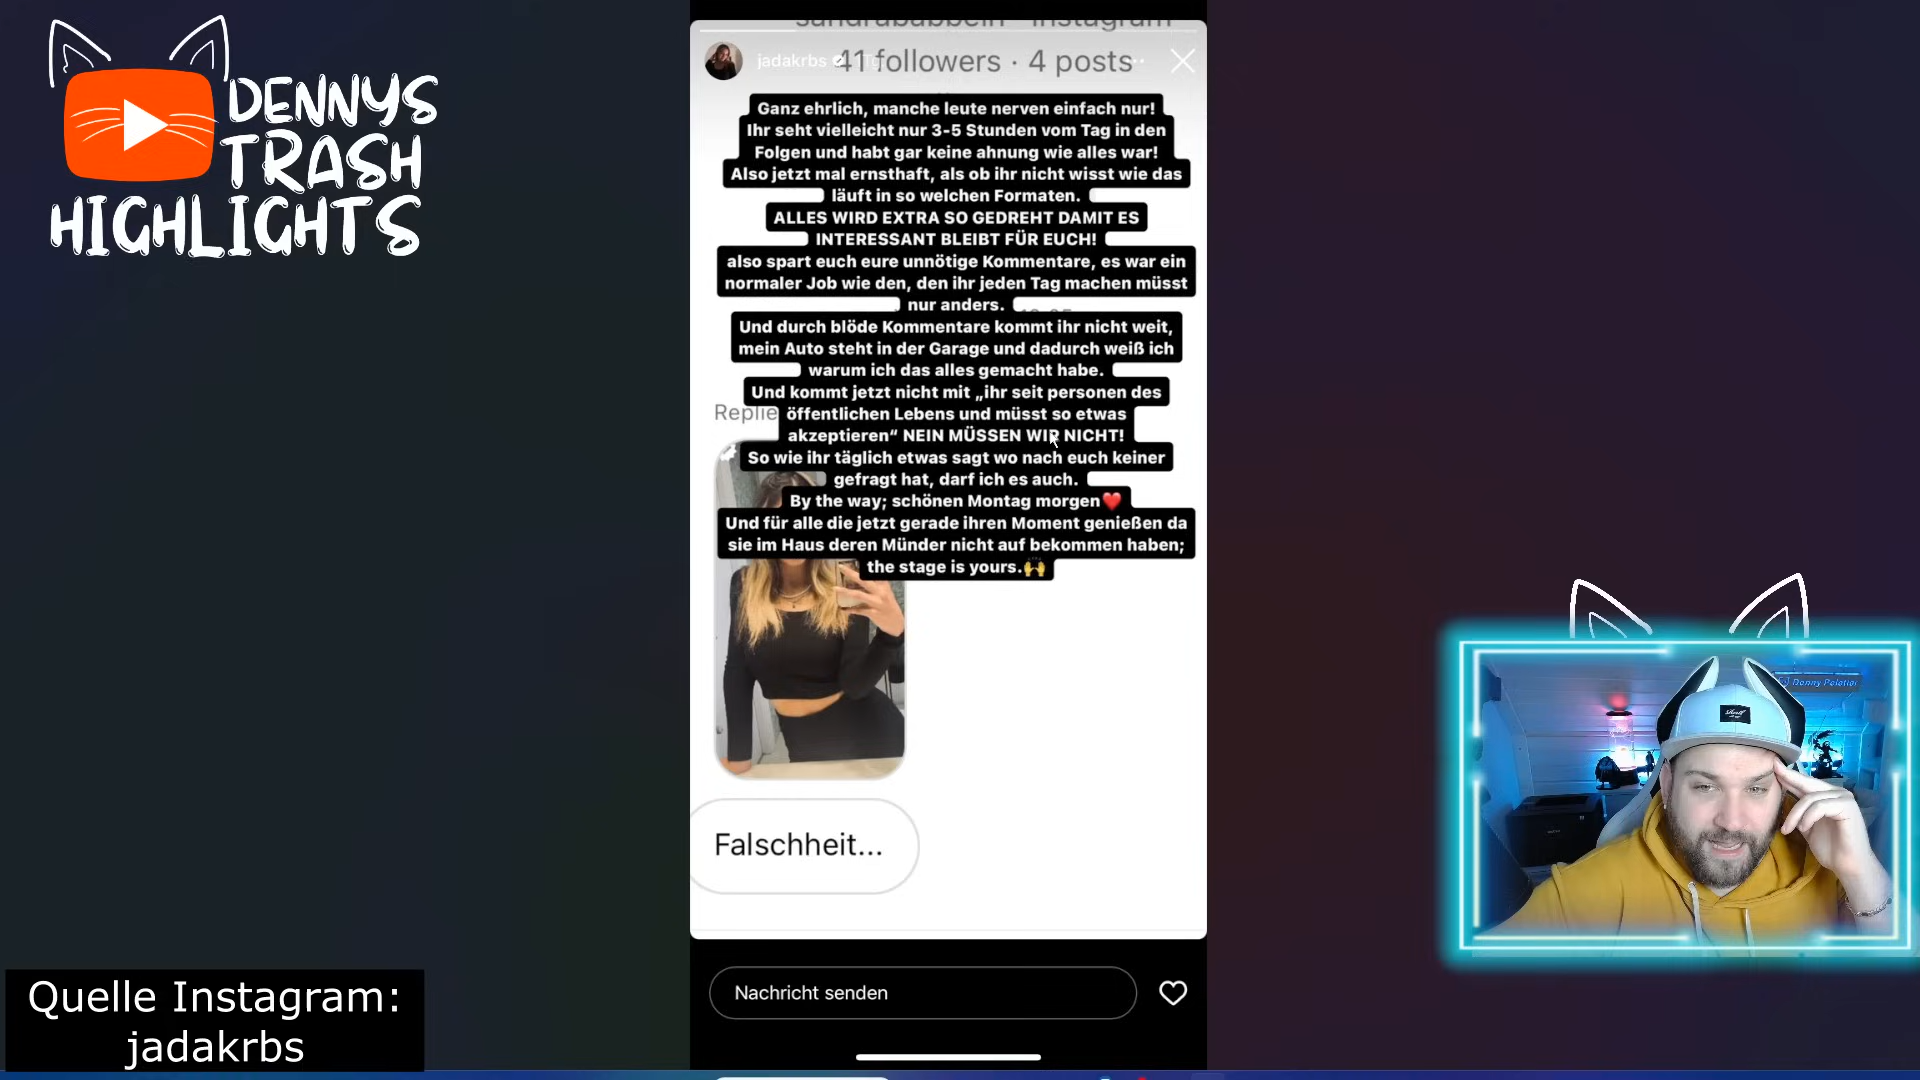 DENNYS
TRASH
HIGHLIGHTS
sandrababbeln · Instagram
jadakrbs
41 followers · 4 posts
Ganz ehrlich, manche leute nerven einfach nur!
Ihr seht vielleicht nur 3-5 Stunden vom Tag in den
Folgen und habt gar keine ahnung wie alles war!
Also jetzt mal ernsthaft, als ob ihr nicht wisst wie das
läuft in so welchen Formaten.
ALLES WIRD EXTRA SO GEDREHT DAMIT ES
INTERESSANT BLEIBT FÜR EUCH!
also spart euch eure unnötige Kommentare, es war ein
normaler Job wie den, den ihr jeden Tag machen müsst
nur anders.
Und durch blöde Kommentare kommt ihr nicht weit,
mein Auto steht in der Garage und dadurch weiß ich
warum ich das alles gemacht habe.
Und kommt jetzt nicht mit „ihr seit personen des
öffentlichen Lebens und müsst so etwas
akzeptieren“ NEIN MÜSSEN WIR NICHT!
So wie ihr täglich etwas sagt wo nach euch keiner
gefragt hat, darf ich es auch.
By the way; schönen Montag morgen❤️
Und für alle die jetzt gerade ihren Moment genießen da
sie im Haus deren Münder nicht auf bekommen haben;
the stage is yours.🙌
Replie
Falschheit...
Nachricht senden
Quelle Instagram:
jadakrbs